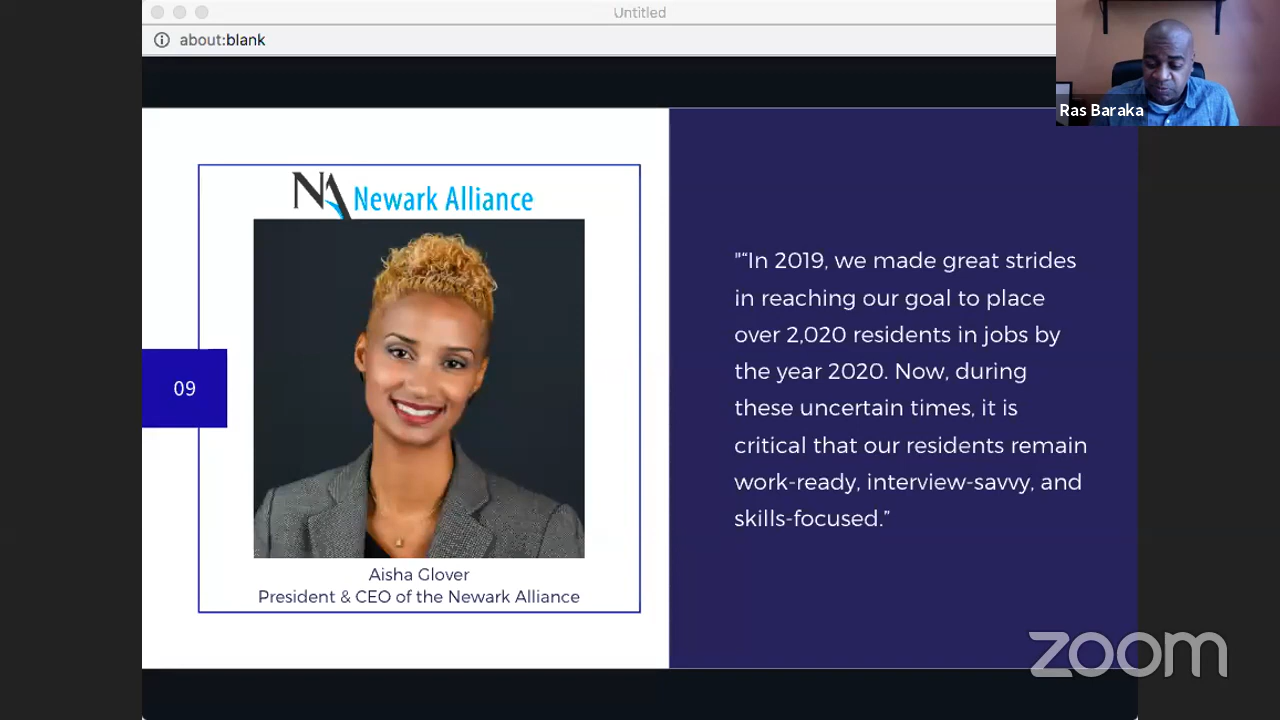 Untitled
about:blank
Ras Baraka
NA Newark Alliance
09
Aisha Glover
President & CEO of the Newark Alliance
"“In 2019, we made great strides
in reaching our goal to place
over 2,020 residents in jobs by
the year 2020. Now, during
these uncertain times, it is
critical that our residents remain
work-ready, interview-savvy, and
skills-focused.”
zoom